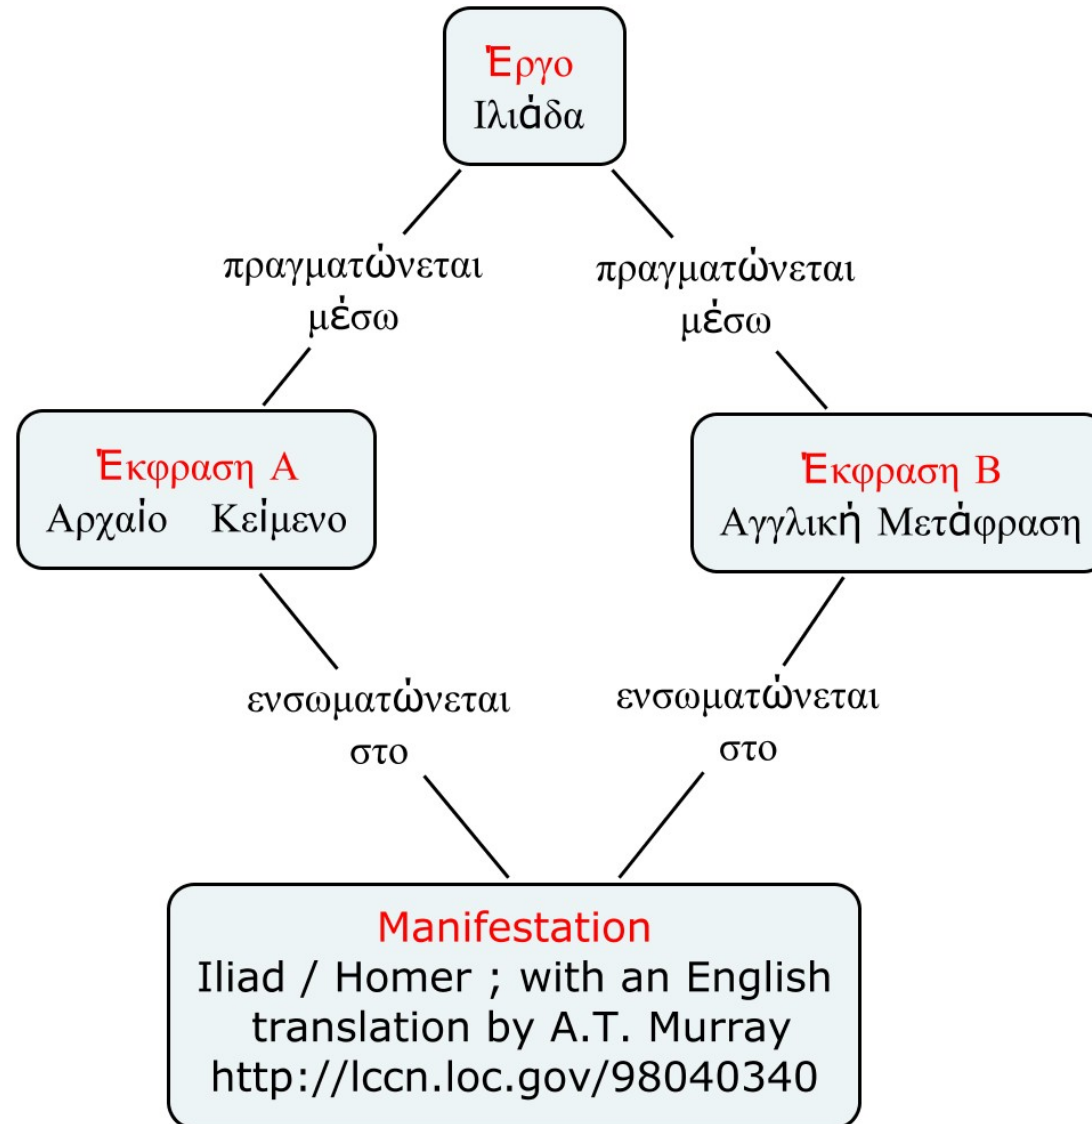 Έργο
Ιλιάδα
πραγματώνεται
μέσω
πραγματώνεται
μέσω
Έκφραση Α
Αρχαίο Κείμενο
Έκφραση Β
Αγγλική Μετάφραση
ενσωματώνεται
στο
ενσωματώνεται
στο
Manifestation
Iliad / Homer ; with an English
translation by A.T. Murray
http://lccn.loc.gov/98040340